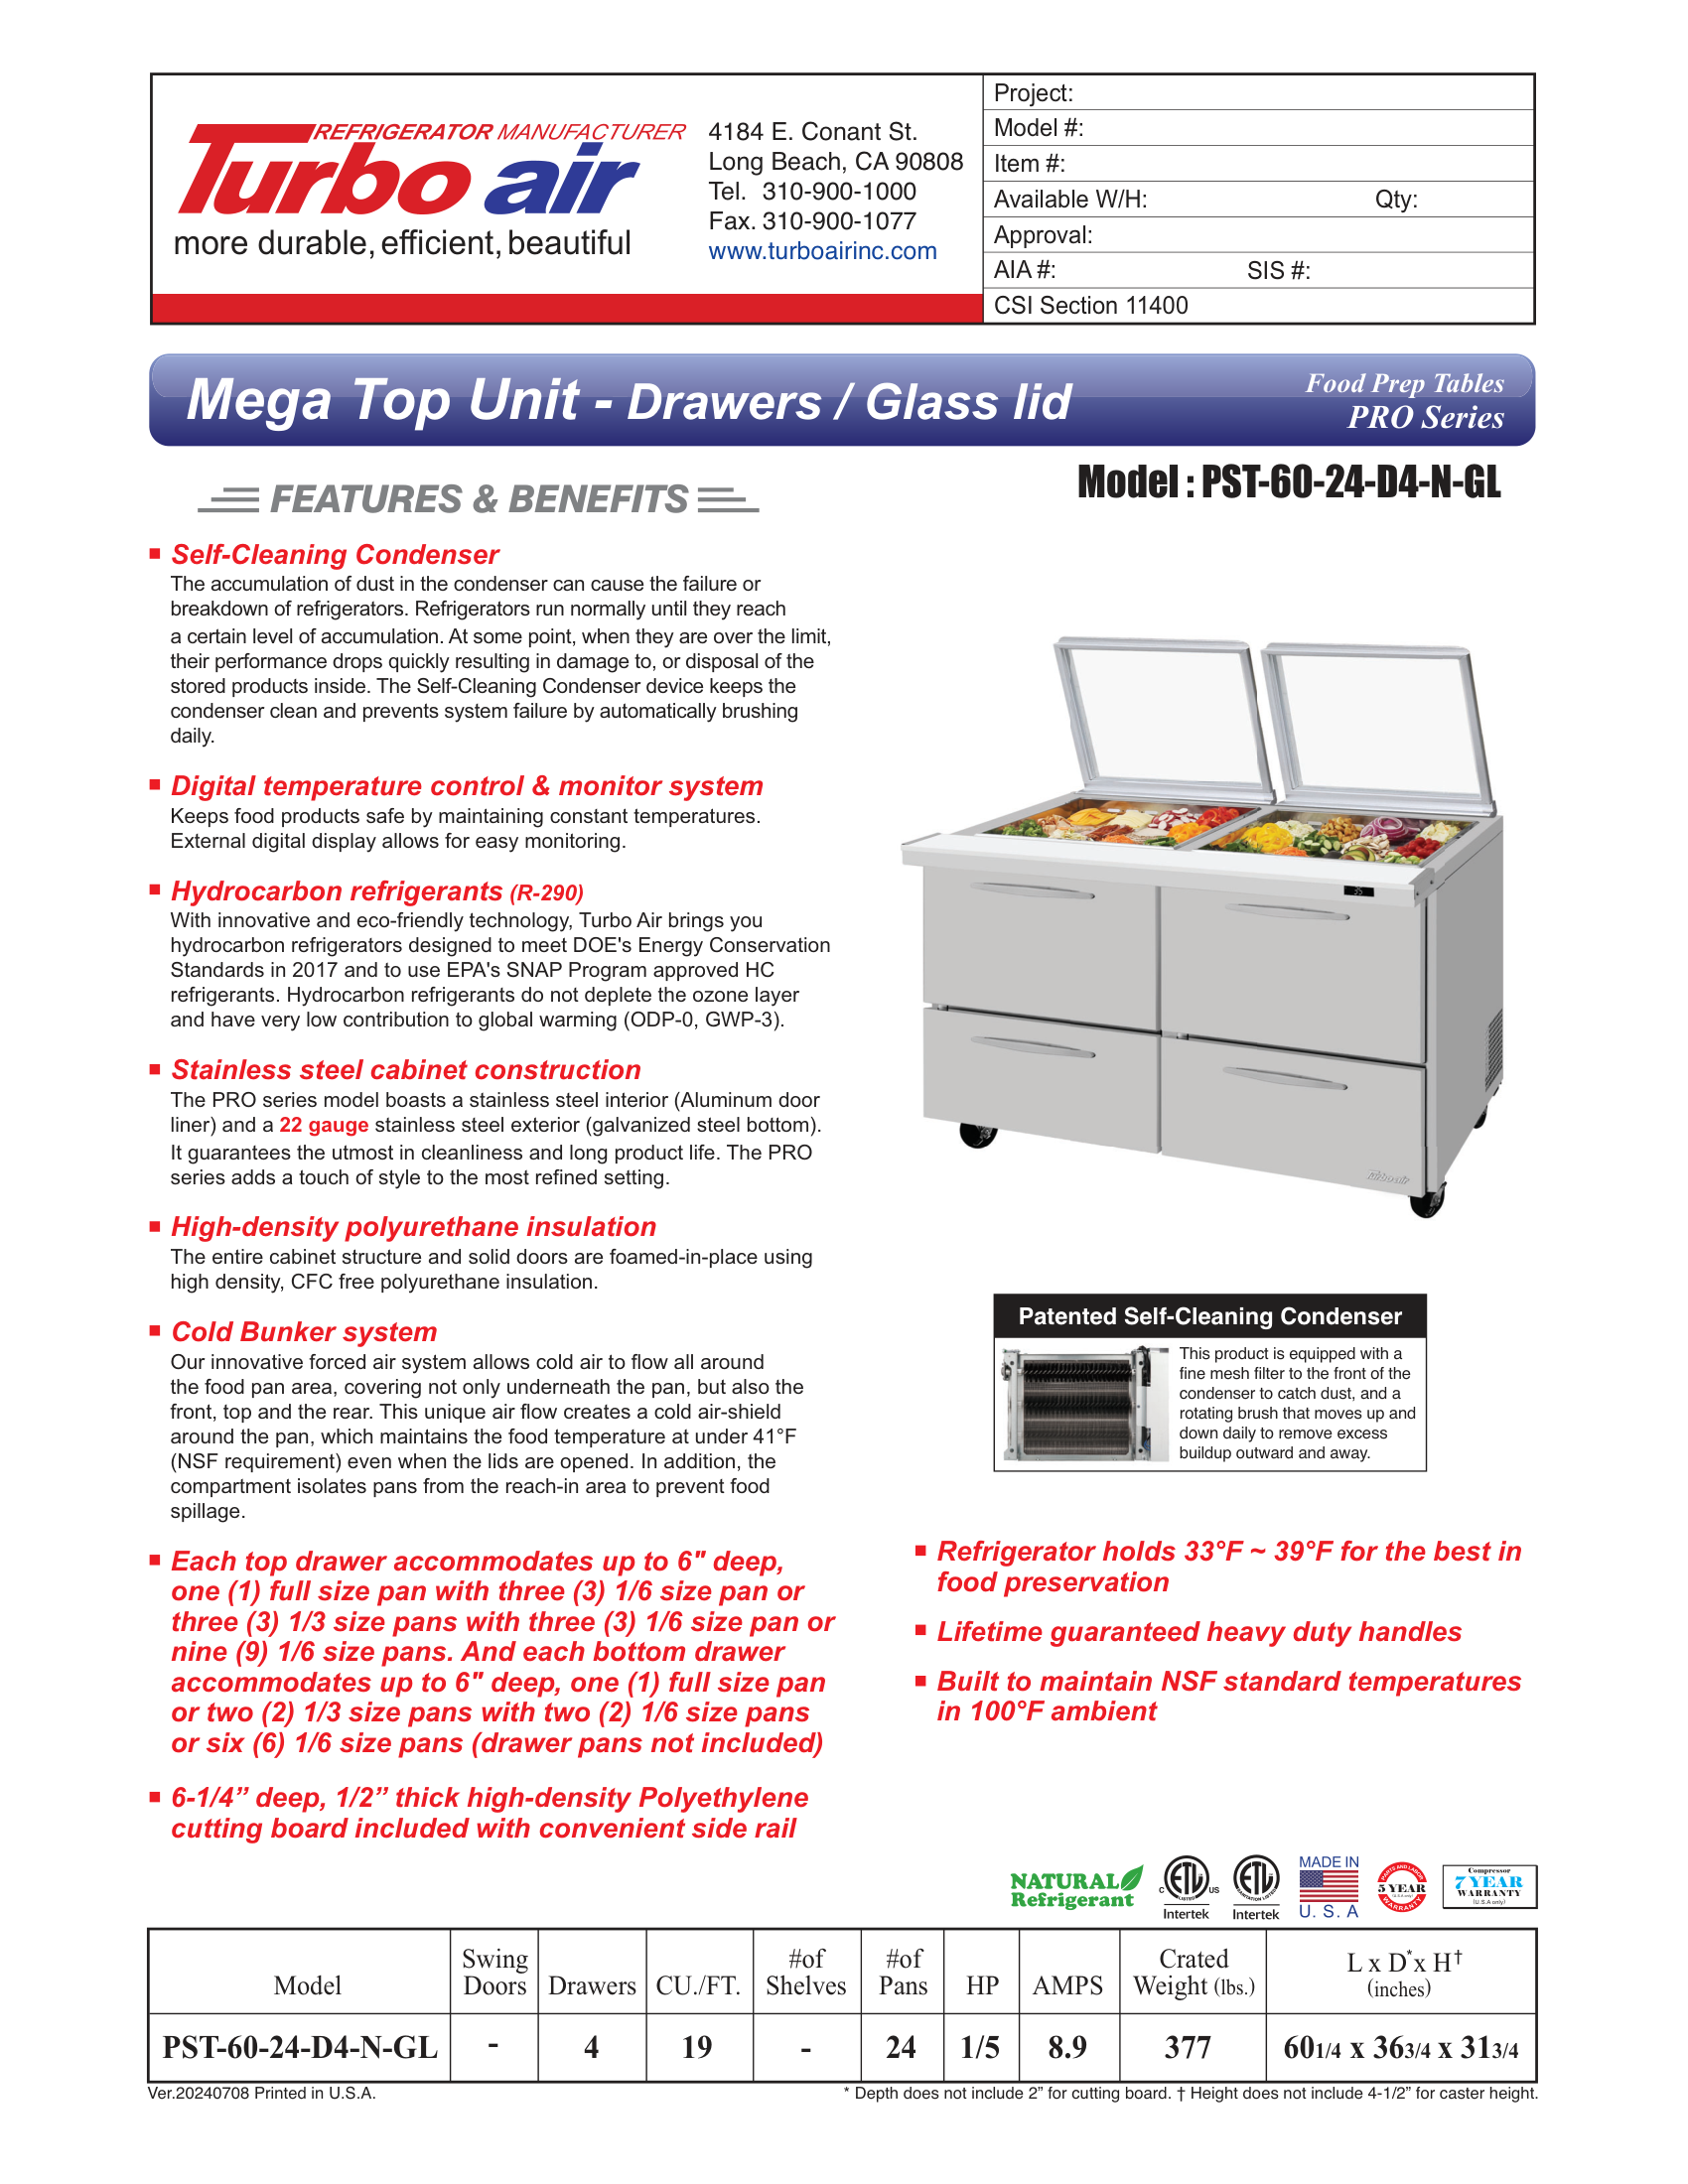 REFRIGERATOR MANUFACTURER
Turbo air
more durable, efficient, beautiful
4184 E. Conant St.
Long Beach, CA 90808
Tel. 310-900-1000
Fax. 310-900-1077
www.turboairinc.com
Project:
Model #:
Item #:
Available W/H: Qty:
Approval:
AIA #: SIS #:
CSI Section 11400
Mega Top Unit - Drawers / Glass lid
Food Prep Tables
PRO Series
FEATURES & BENEFITS
Model : PST-60-24-D4-N-GL
Self-Cleaning Condenser
The accumulation of dust in the condenser can cause the failure or
breakdown of refrigerators. Refrigerators run normally until they reach
a certain level of accumulation. At some point, when they are over the limit,
their performance drops quickly resulting in damage to, or disposal of the
stored products inside. The Self-Cleaning Condenser device keeps the
condenser clean and prevents system failure by automatically brushing
daily.
Digital temperature control & monitor system
Keeps food products safe by maintaining constant temperatures.
External digital display allows for easy monitoring.
Hydrocarbon refrigerants (R-290)
With innovative and eco-friendly technology, Turbo Air brings you
hydrocarbon refrigerators designed to meet DOE's Energy Conservation
Standards in 2017 and to use EPA's SNAP Program approved HC
refrigerants. Hydrocarbon refrigerants do not deplete the ozone layer
and have very low contribution to global warming (ODP-0, GWP-3).
Stainless steel cabinet construction
The PRO series model boasts a stainless steel interior (Aluminum door
liner) and a 22 gauge stainless steel exterior (galvanized steel bottom).
It guarantees the utmost in cleanliness and long product life. The PRO
series adds a touch of style to the most refined setting.
High-density polyurethane insulation
The entire cabinet structure and solid doors are foamed-in-place using
high density, CFC free polyurethane insulation.
Cold Bunker system
Our innovative forced air system allows cold air to flow all around
the food pan area, covering not only underneath the pan, but also the
front, top and the rear. This unique air flow creates a cold air-shield
around the pan, which maintains the food temperature at under 41°F
(NSF requirement) even when the lids are opened. In addition, the
compartment isolates pans from the reach-in area to prevent food
spillage.
Each top drawer accommodates up to 6" deep,
one (1) full size pan with three (3) 1/6 size pan or
three (3) 1/3 size pans with three (3) 1/6 size pan or
nine (9) 1/6 size pans. And each bottom drawer
accommodates up to 6" deep, one (1) full size pan
or two (2) 1/3 size pans with two (2) 1/6 size pans
or six (6) 1/6 size pans (drawer pans not included)
6-1/4” deep, 1/2” thick high-density Polyethylene
cutting board included with convenient side rail
35
Turbo air
Patented Self-Cleaning Condenser
This product is equipped with a
fine mesh filter to the front of the
condenser to catch dust, and a
rotating brush that moves up and
down daily to remove excess
buildup outward and away.
Refrigerator holds 33°F ~ 39°F for the best in
food preservation
Lifetime guaranteed heavy duty handles
Built to maintain NSF standard temperatures
in 100°F ambient
NATURAL
Refrigerant
C ETL US
LISTED
Intertek
ETL
SANITATION LISTED
Intertek
MADE IN
U. S. A
PARTS AND LABOR
5 YEAR
(U.S.A only)
WARRANTY
Compressor
7 YEAR
WARRANTY
(U.S.A only)
Model Swing Doors Drawers CU./FT. #of Shelves #of Pans HP AMPS Crated Weight (lbs.) L x D* x H† (inches)
PST-60-24-D4-N-GL - 4 19 - 24 1/5 8.9 377 60 1/4 x 36 3/4 x 31 3/4
Ver.20240708 Printed in U.S.A.
* Depth does not include 2” for cutting board. † Height does not include 4-1/2” for caster height.